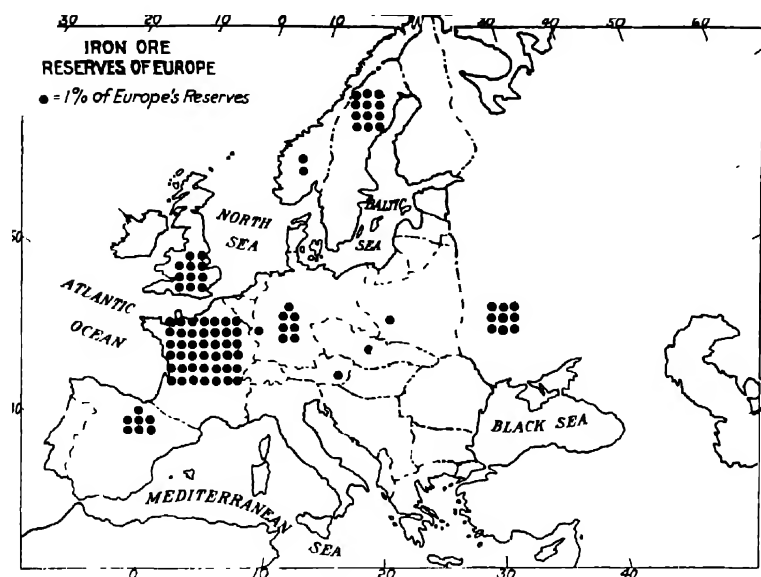 30 20 10 0 10 30 40 50 60
IRON ORE
RESERVES OF EUROPE
● = 1% of Europe's Reserves
NORTH
SEA
BALTIC
SEA
ATLANTIC
OCEAN
BLACK SEA
MEDITERRANEAN
SEA
10 20 30 40